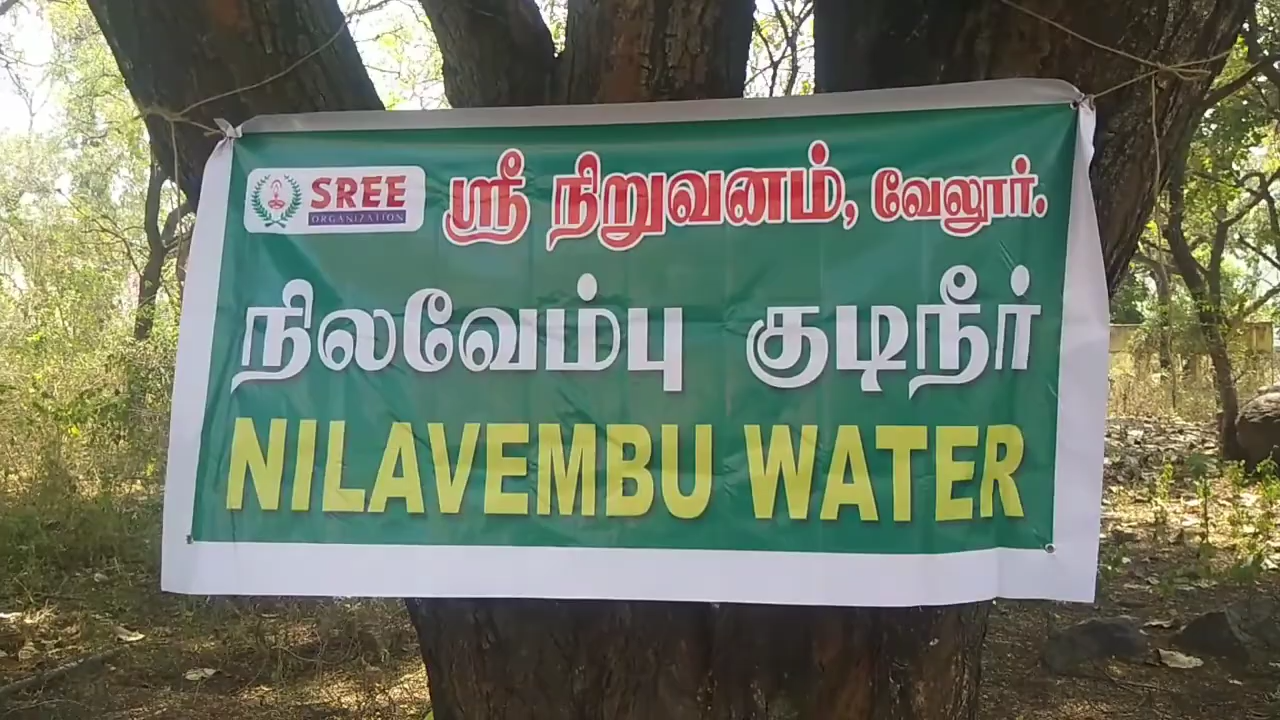 SREE
ORGANIZATION
ஸ்ரீ நிறுவனம், வேலூர்.
நிலவேம்பு குடிநீர்
NILAVEMBU WATER